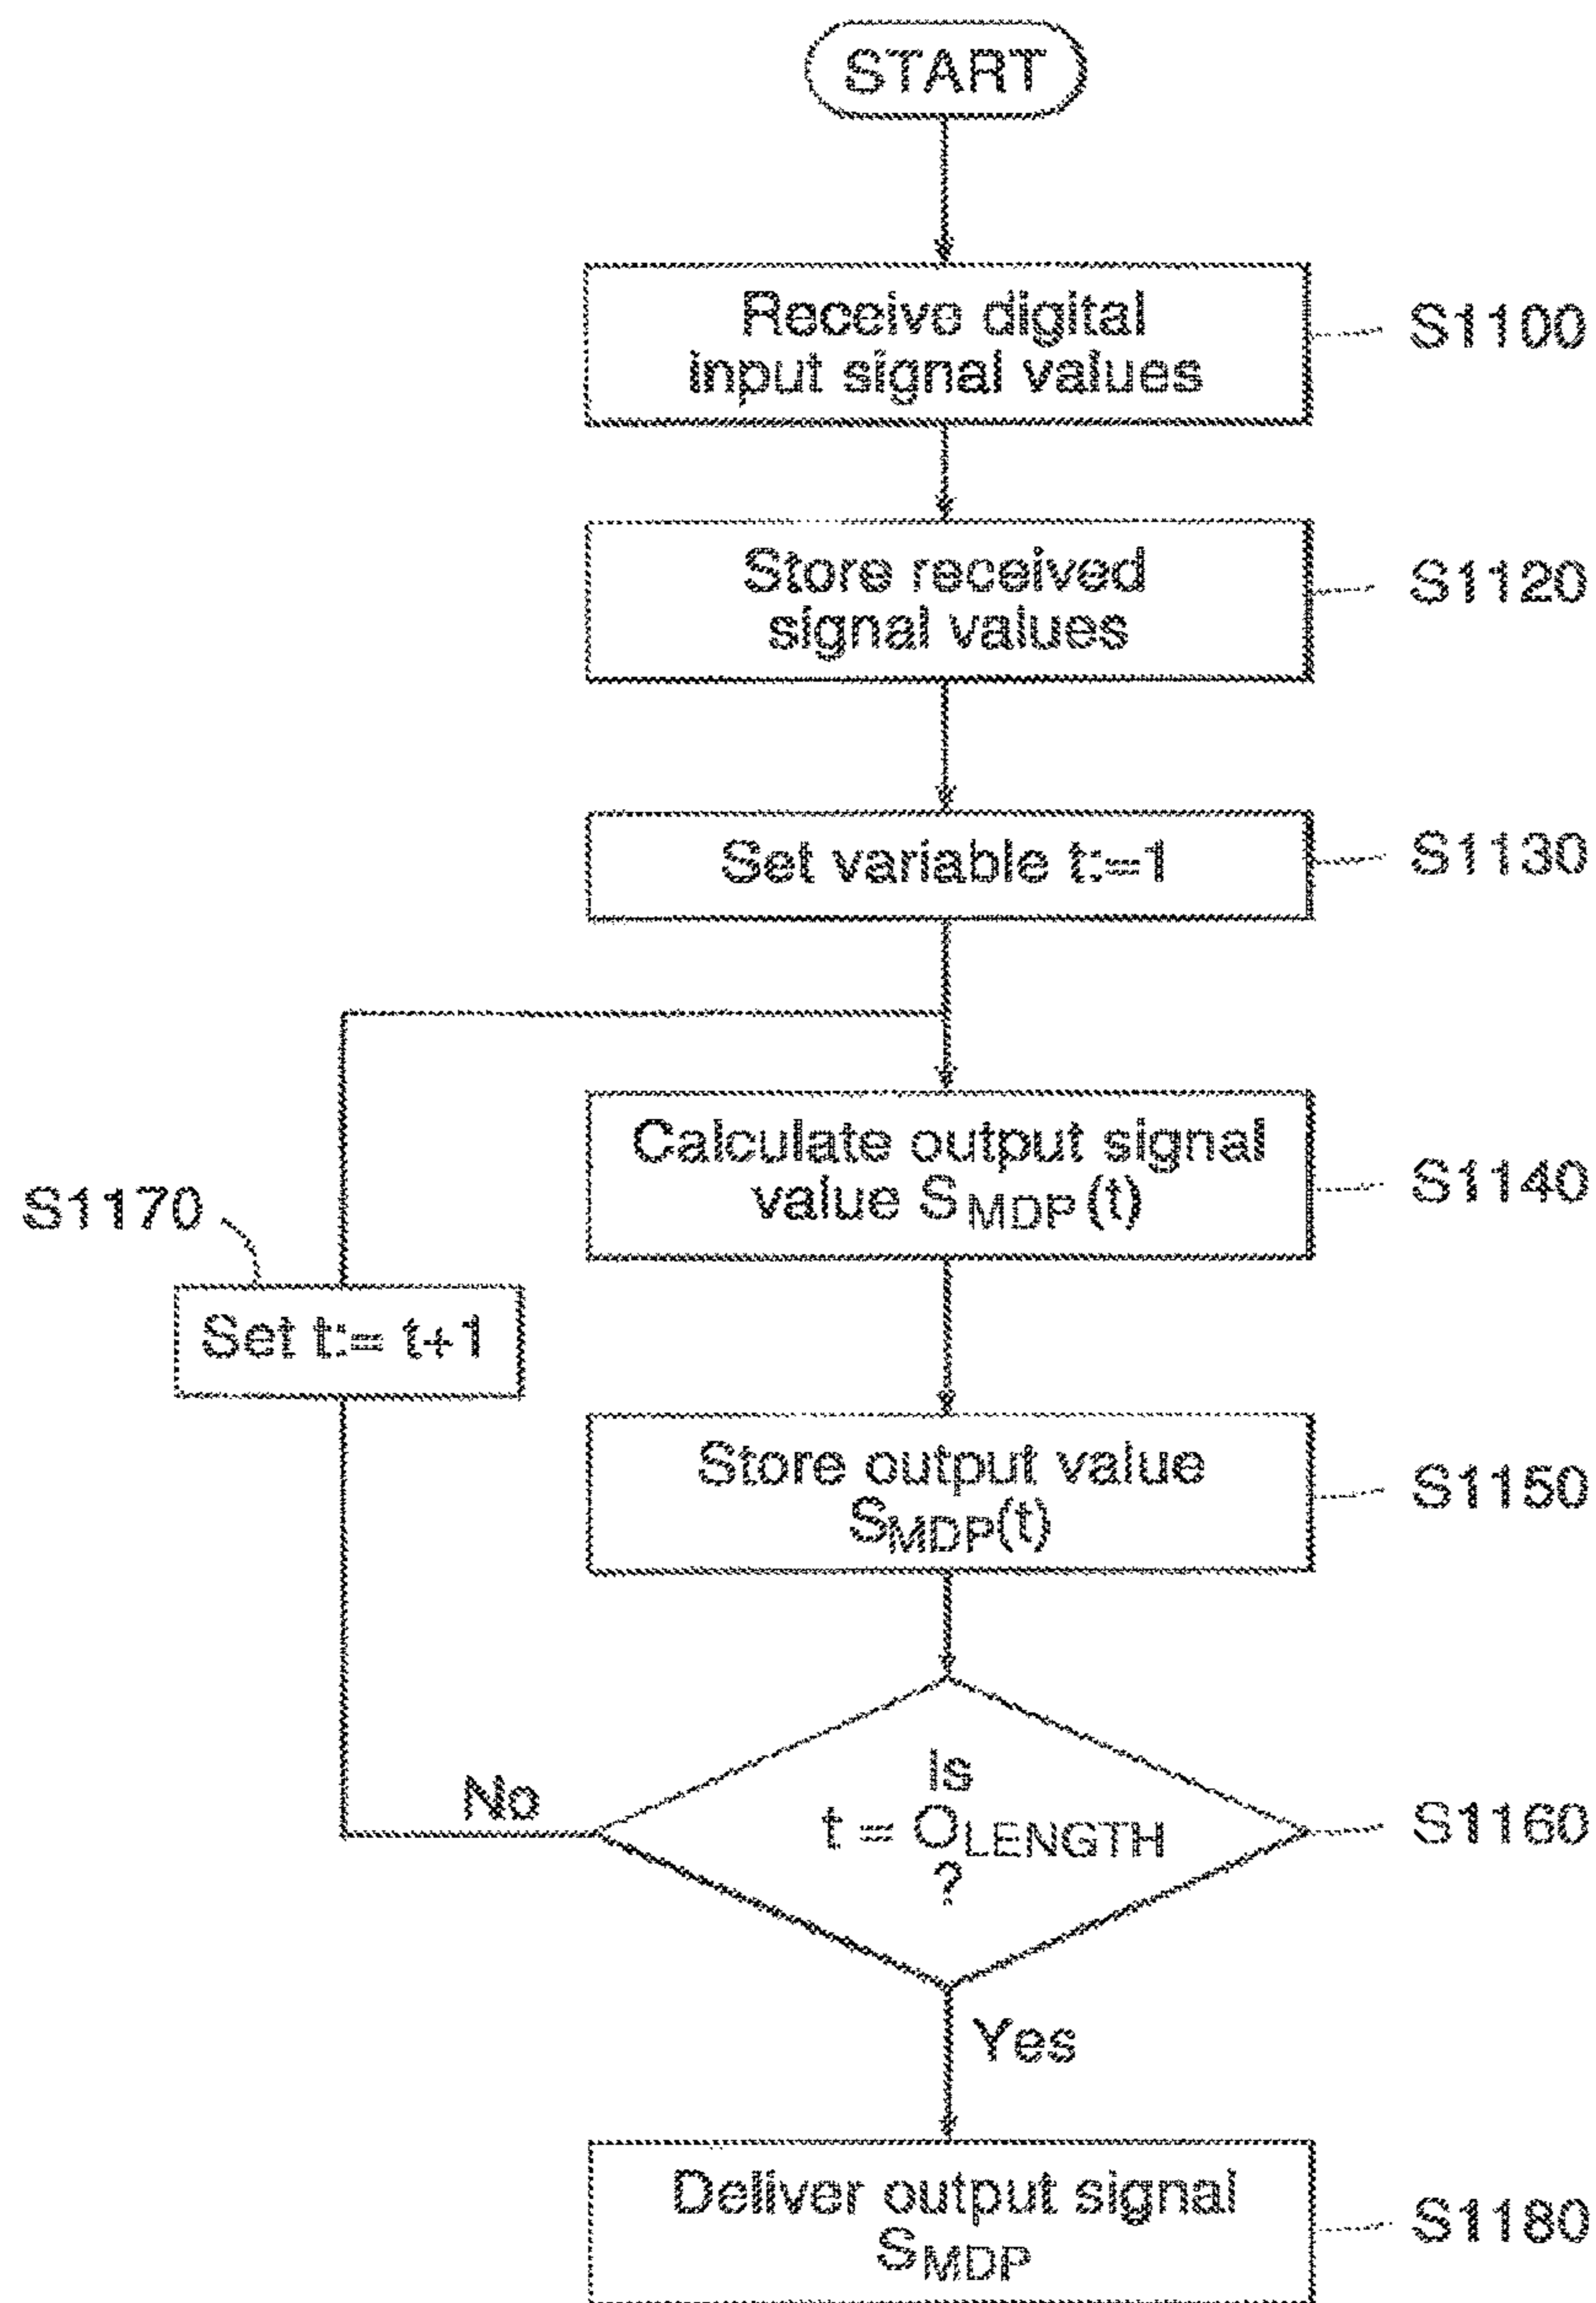 START
Receive digital
input signal values
S1100
Store received
signal values
S1120
Set variable t:=1
S1130
Calculate output signal
value SMDP(t)
S1140
S1170
Set t:= t+1
Store output value
SMDP(t)
S1150
Is
t = OLENGTH
?
S1160
No
Yes
Deliver output signal
SMDP
S1180